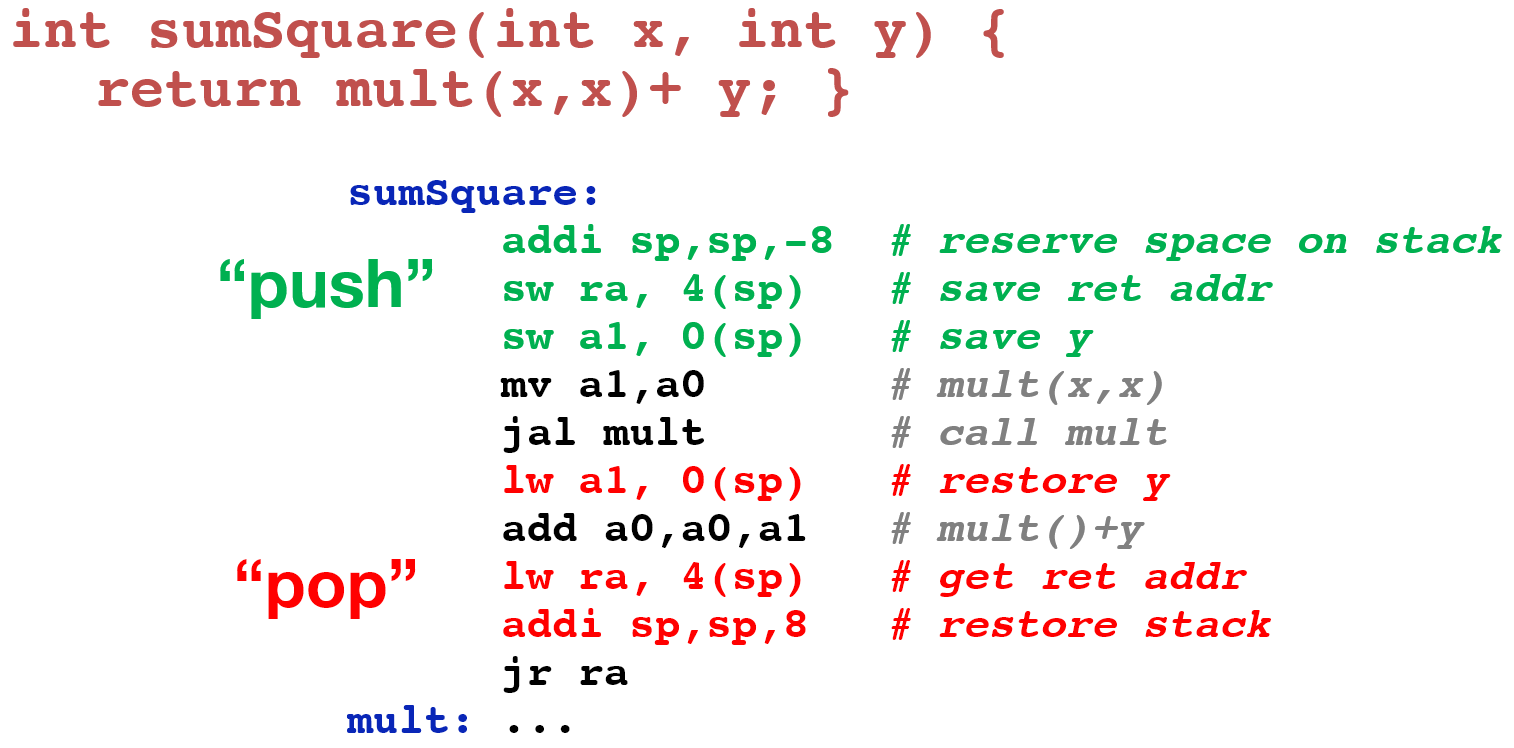 int sumSquare(int x, int y) {
return mult(x,x)+ y; }
sumSquare:
addi sp,sp,-8 # reserve space on stack
“push”
sw ra, 4(sp) # save ret addr
sw a1, 0(sp) # save y
mv a1,a0 # mult(x,x)
jal mult # call mult
lw a1, 0(sp) # restore y
add a0,a0,a1 # mult()+y
“pop”
lw ra, 4(sp) # get ret addr
addi sp,sp,8 # restore stack
jr ra
mult: ...